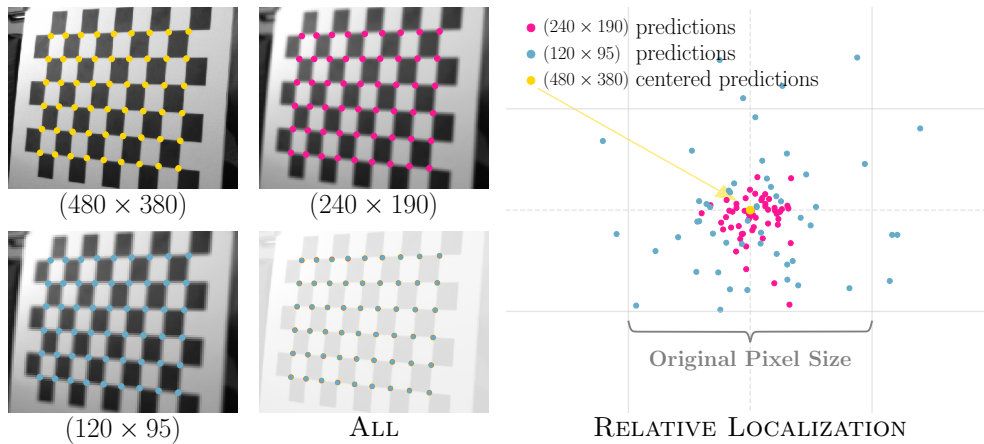 (480 × 380)
(240 × 190)
(120 × 95)
ALL
(240 × 190) predictions
(120 × 95) predictions
(480 × 380) centered predictions
Original Pixel Size
RELATIVE LOCALIZATION